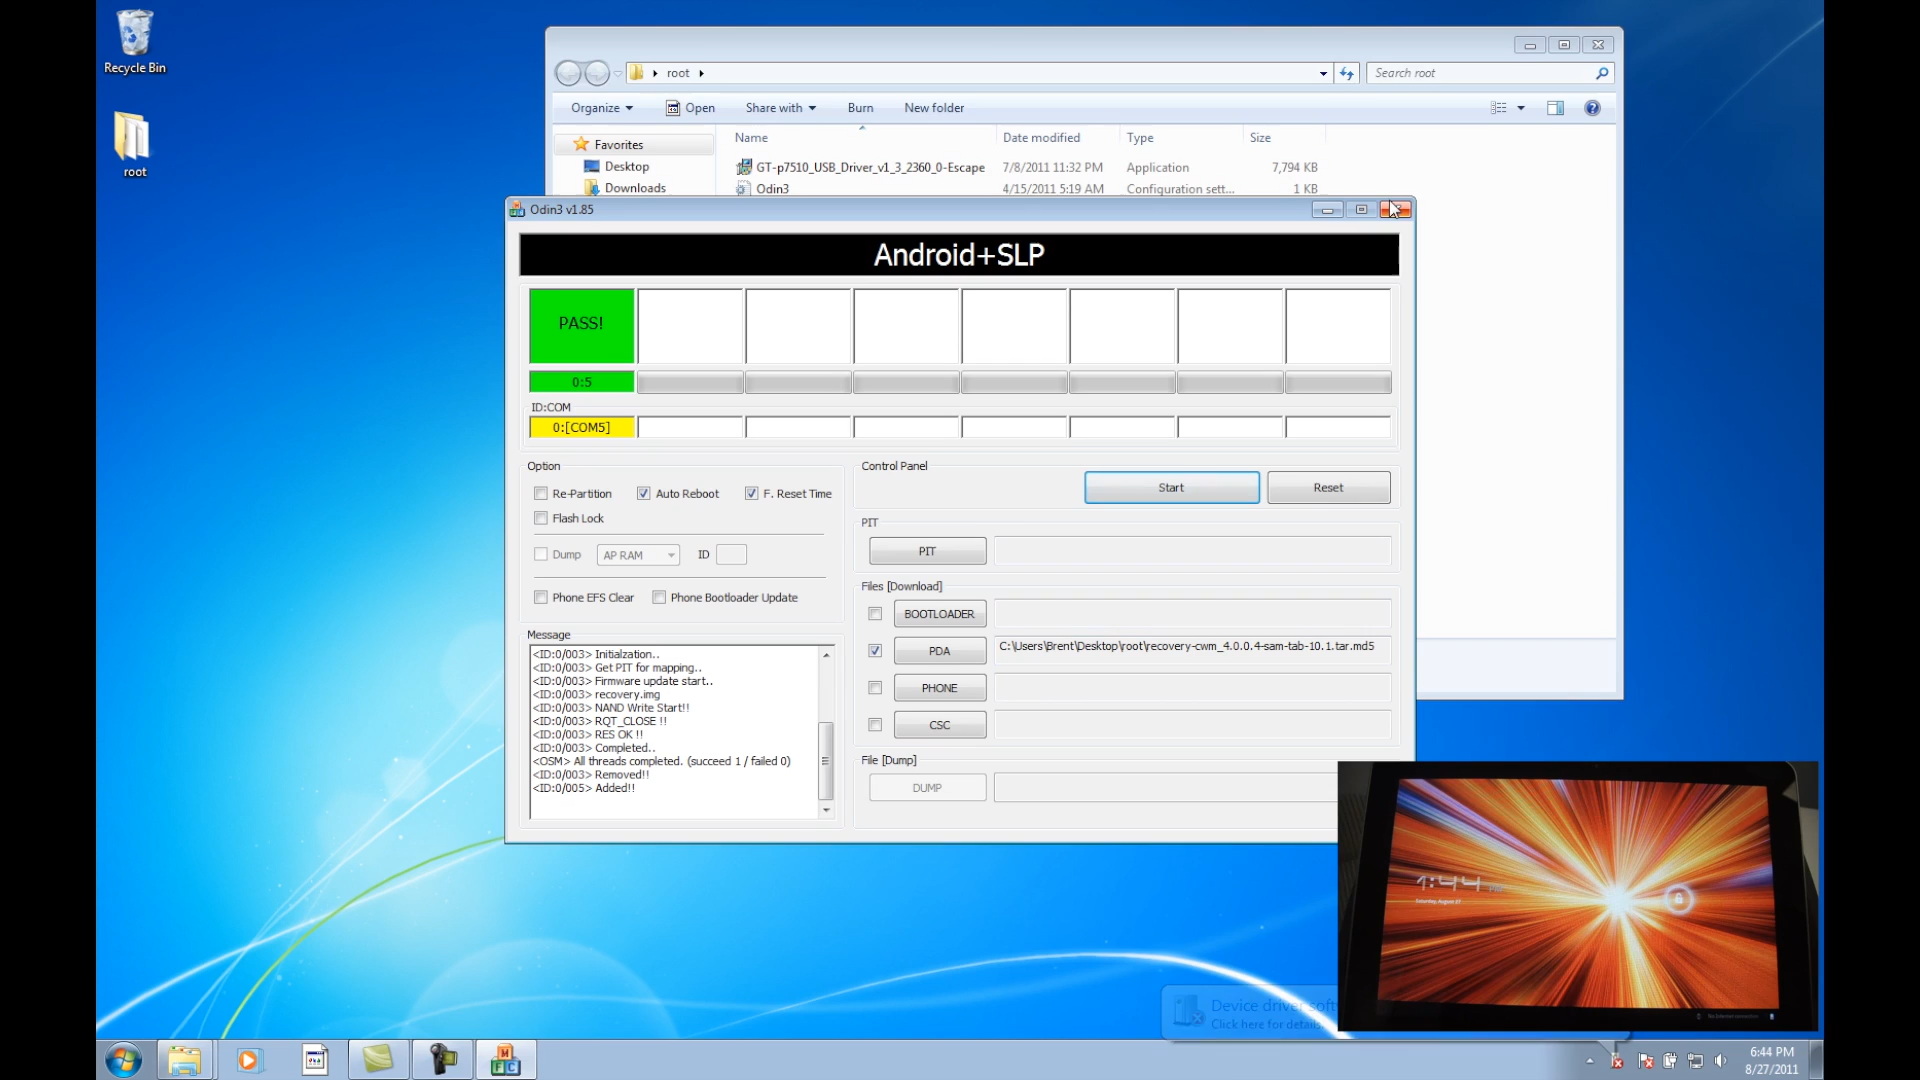 Recycle Bin
root
root
Search root
Organize
Open
Share with
Burn
New folder
Name
Date modified
Type
Size
Favorites
Desktop
Downloads
GT-p7510_USB_Driver_v1_3_2360_0-Escape
7/8/2011 11:32 PM
Application
7,794 KB
Odin3
4/15/2011 5:19 AM
Configuration sett...
1 KB
Odin3 v1.85
Android+SLP
PASS!
0:5
ID:COM
0:[COM5]
Option
Re-Partition
Auto Reboot
F. Reset Time
Flash Lock
Dump
AP RAM
ID
Phone EFS Clear
Phone Bootloader Update
Message
<ID:0/003> Initialzation..
<ID:0/003> Get PIT for mapping..
<ID:0/003> Firmware update start..
<ID:0/003> recovery.img
<ID:0/003> NAND Write Start!!
<ID:0/003> RQT_CLOSE !!
<ID:0/003> RES OK !!
<ID:0/003> Completed..
<OSM> All threads completed. (succeed 1 / failed 0)
<ID:0/003> Removed!!
<ID:0/005> Added!!
Control Panel
Start
Reset
PIT
PIT
Files [Download]
BOOTLOADER
PDA
C:\Users\Brent\Desktop\root\recovery-cwm_4.0.0.4-sam-tab-10.1.tar.md5
PHONE
CSC
File [Dump]
DUMP
1:44
Saturday, August 27
Device driver soft
Click here for details
6:44 PM
8/27/2011